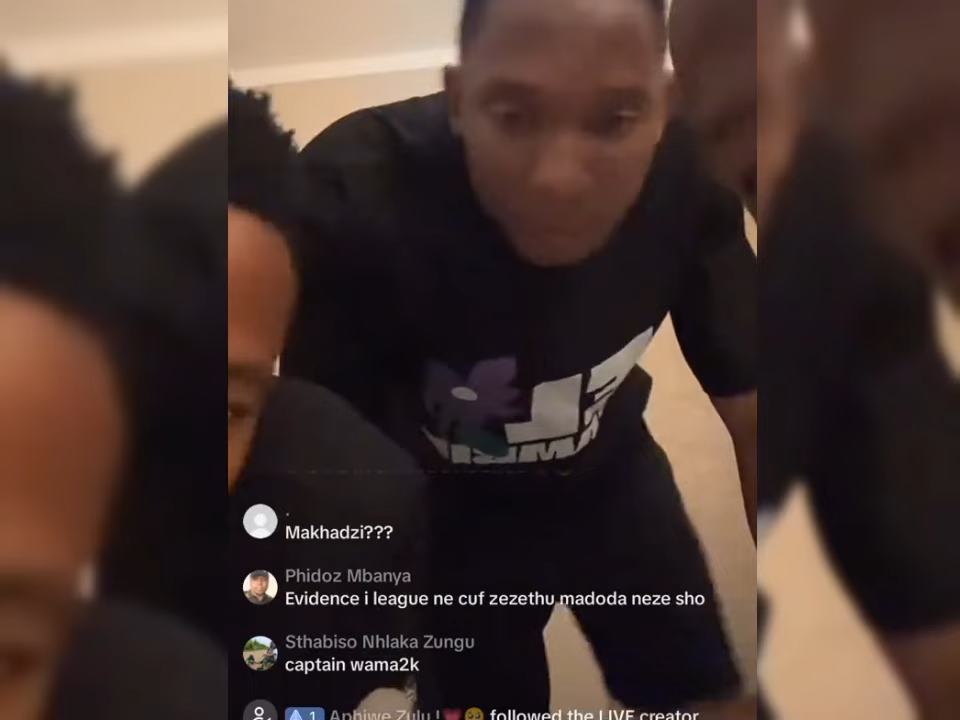 .
Makhadzi???
Phidoz Mbanya
Evidence i league ne cuf zezethu madoda neze sho
Sthabiso Nhlaka Zungu
captain wama2k
1 Aphiwe Zulu ! 💓🥺 followed the LIVE creator